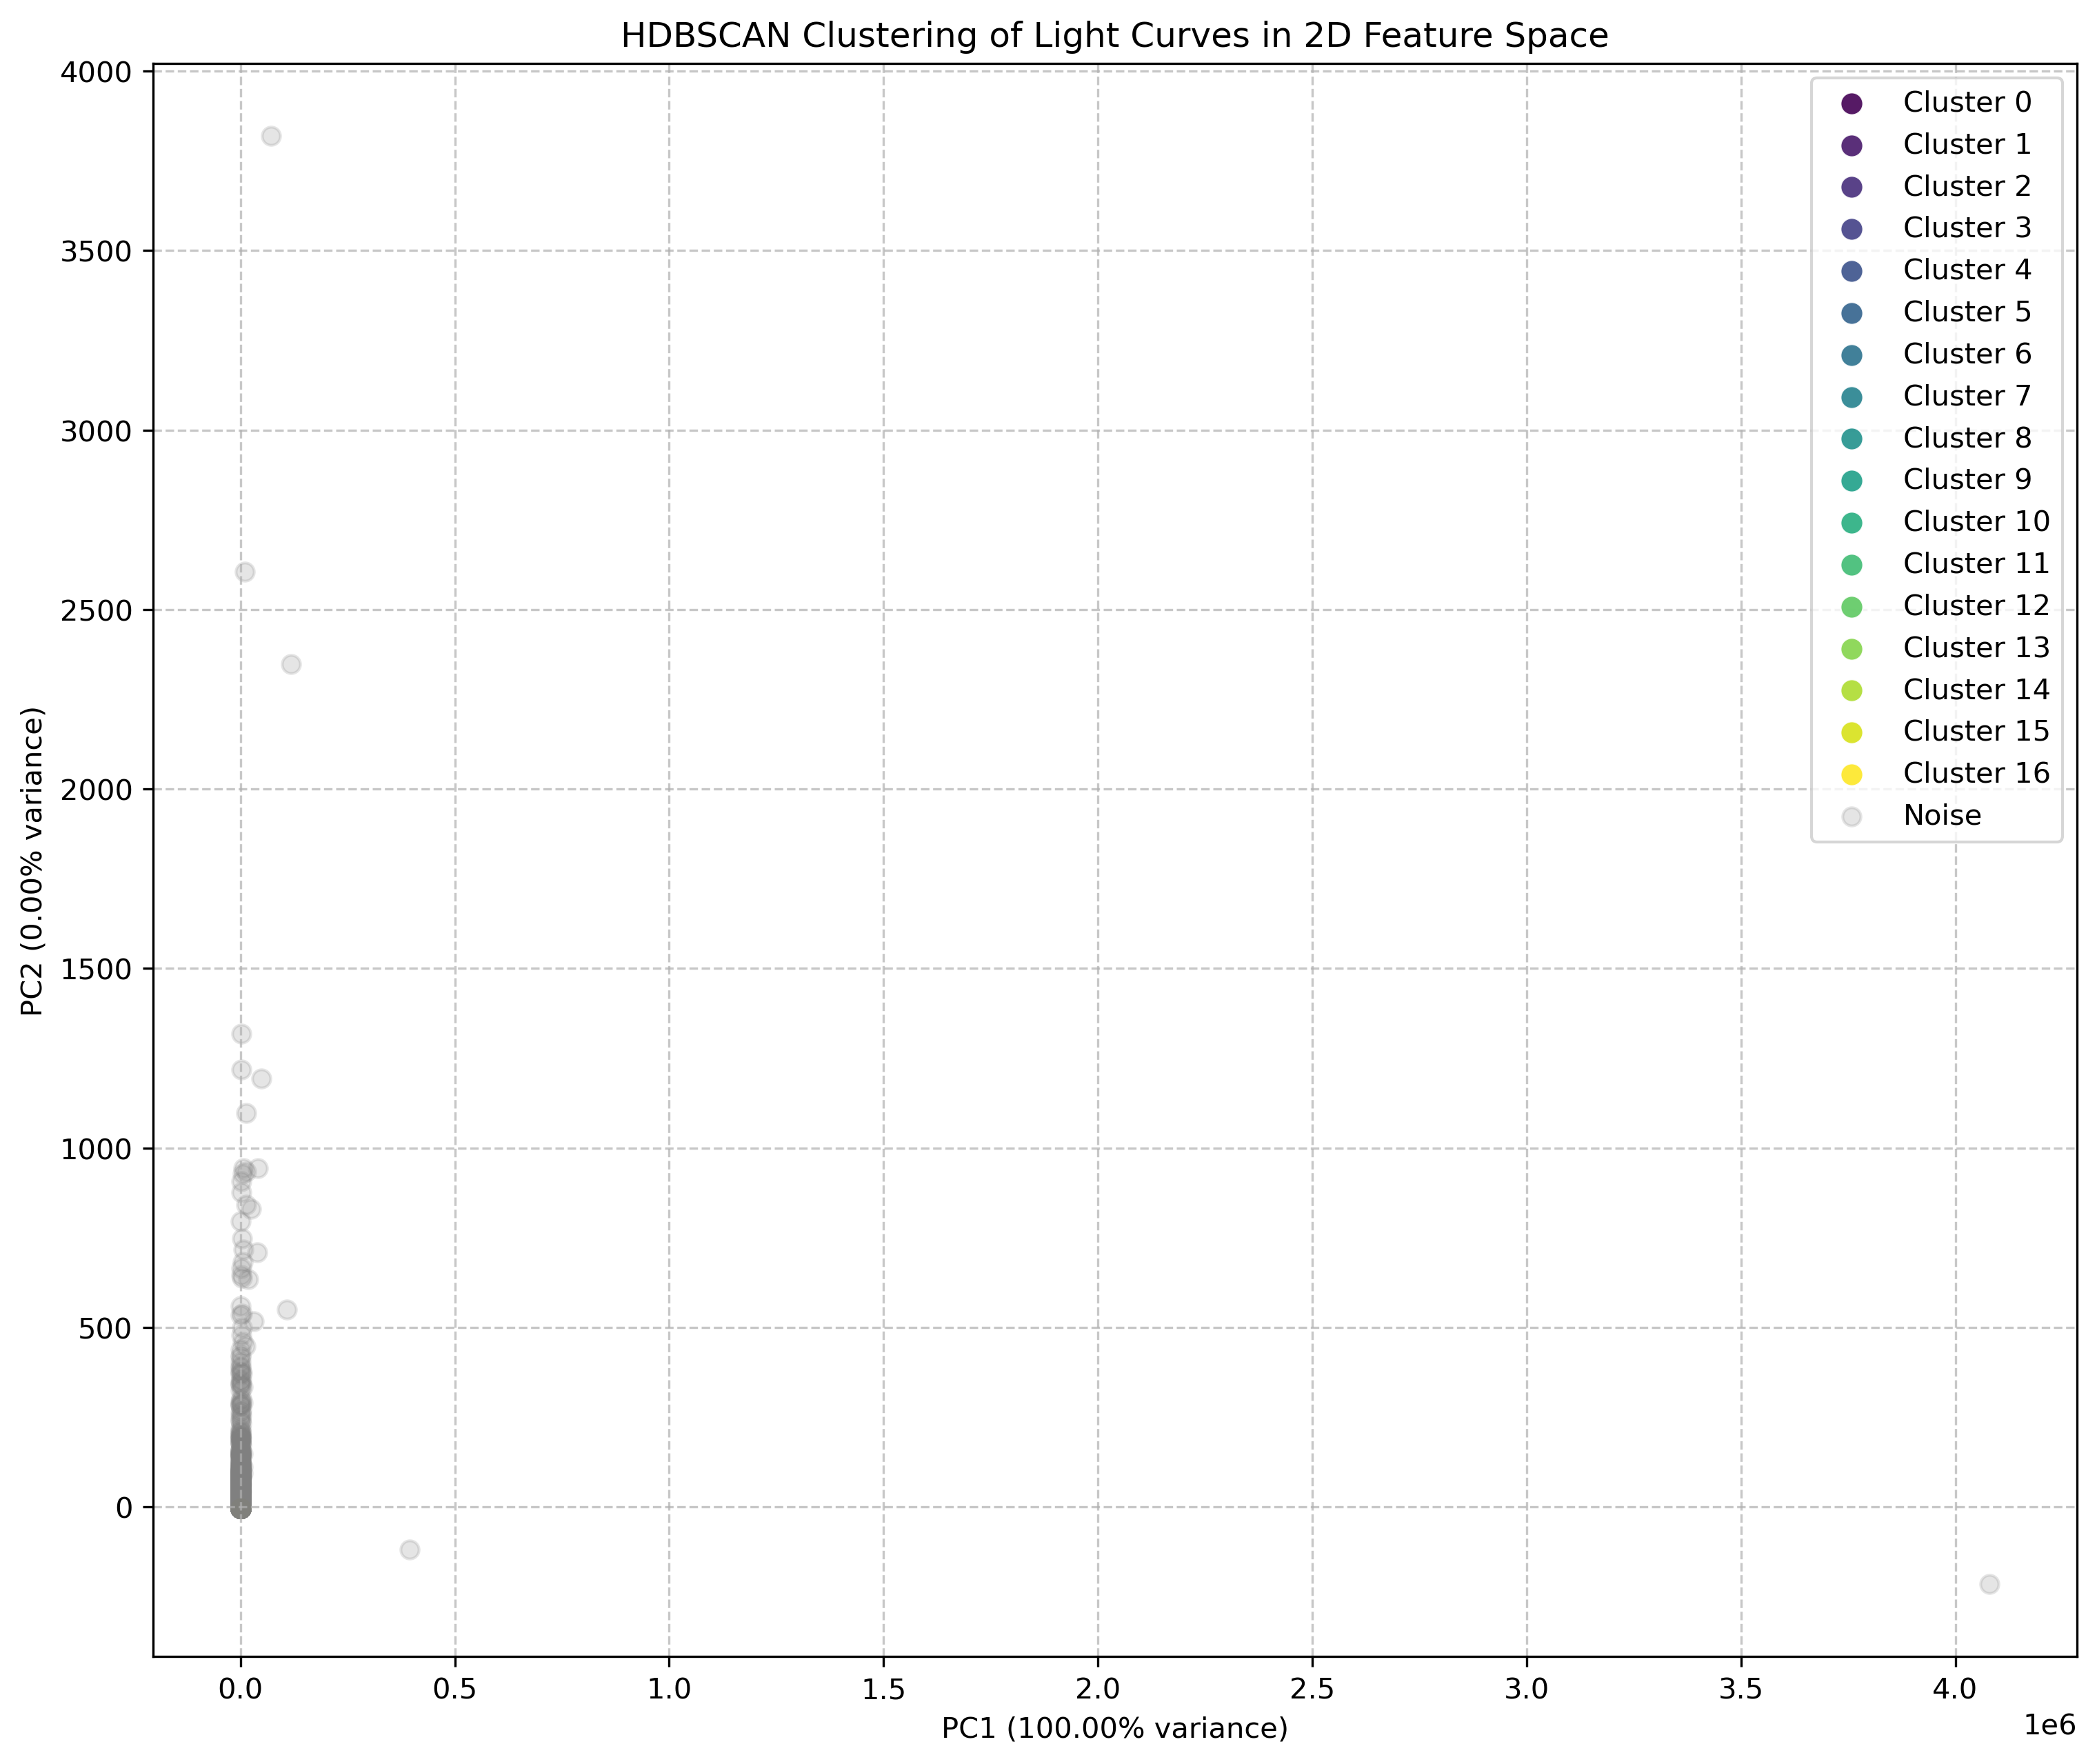 HDBSCAN Clustering of Light Curves in 2D Feature Space
4000
3500
3000
2500
2000
1500
1000
500
0
PC2 (0.00% variance)
Cluster 0
Cluster 1
Cluster 2
Cluster 3
Cluster 4
Cluster 5
Cluster 6
Cluster 7
Cluster 8
Cluster 9
Cluster 10
Cluster 11
Cluster 12
Cluster 13
Cluster 14
Cluster 15
Cluster 16
Noise
0.0 0.5 1.0 1.5 2.0 2.5 3.0 3.5 4.0
1e6
PC1 (100.00% variance)